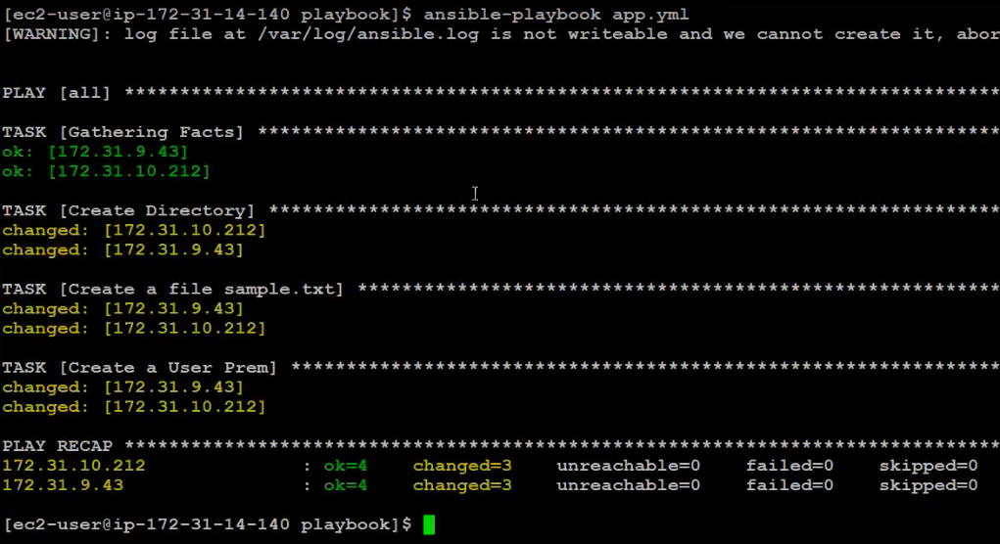 [ec2-user@ip-172-31-14-140 playbook]$ ansible-playbook app.yml
[WARNING]: log file at /var/log/ansible.log is not writeable and we cannot create it, abor
PLAY [all] *******************************************************************************
TASK [Gathering Facts] *******************************************************************
ok: [172.31.9.43]
ok: [172.31.10.212]
TASK [Create Directory] ******************************************************************
changed: [172.31.10.212]
changed: [172.31.9.43]
TASK [Create a file sample.txt] **********************************************************
changed: [172.31.9.43]
changed: [172.31.10.212]
TASK [Create a User Prem] ****************************************************************
changed: [172.31.9.43]
changed: [172.31.10.212]
PLAY RECAP *******************************************************************************
172.31.10.212 : ok=4 changed=3 unreachable=0 failed=0 skipped=0
172.31.9.43 : ok=4 changed=3 unreachable=0 failed=0 skipped=0
[ec2-user@ip-172-31-14-140 playbook]$